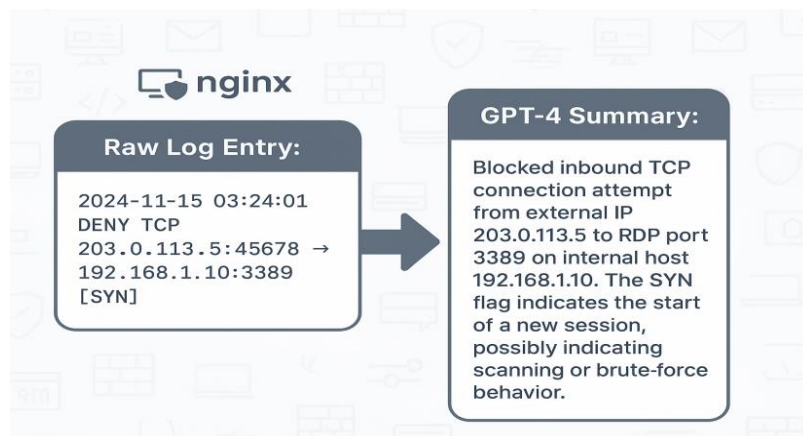 nginx
Raw Log Entry:
2024-11-15 03:24:01
DENY TCP
203.0.113.5:45678 →
192.168.1.10:3389
[SYN]
GPT-4 Summary:
Blocked inbound TCP
connection attempt
from external IP
203.0.113.5 to RDP port
3389 on internal host
192.168.1.10. The SYN
flag indicates the start
of a new session,
possibly indicating
scanning or brute-force
behavior.